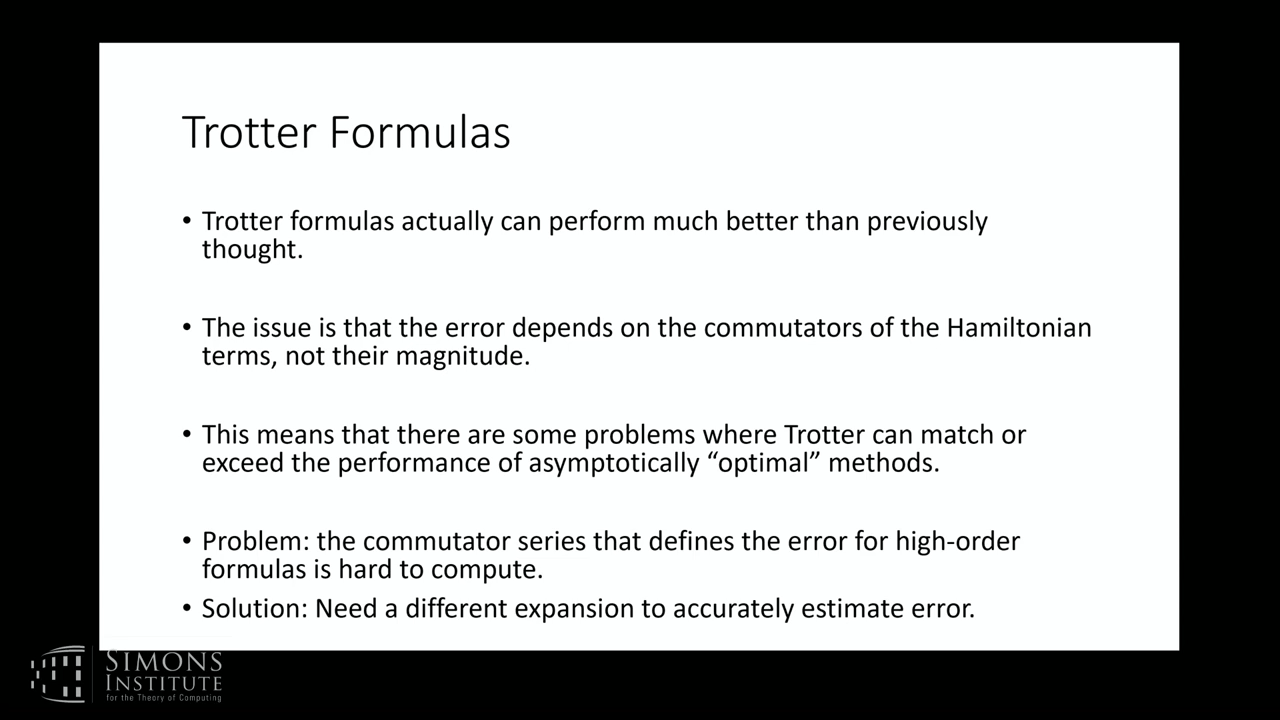 Trotter Formulas
• Trotter formulas actually can perform much better than previously
thought.
• The issue is that the error depends on the commutators of the Hamiltonian
terms, not their magnitude.
• This means that there are some problems where Trotter can match or
exceed the performance of asymptotically “optimal” methods.
• Problem: the commutator series that defines the error for high-order
formulas is hard to compute.
• Solution: Need a different expansion to accurately estimate error.
SIMONS
INSTITUTE
for the Theory of Computing